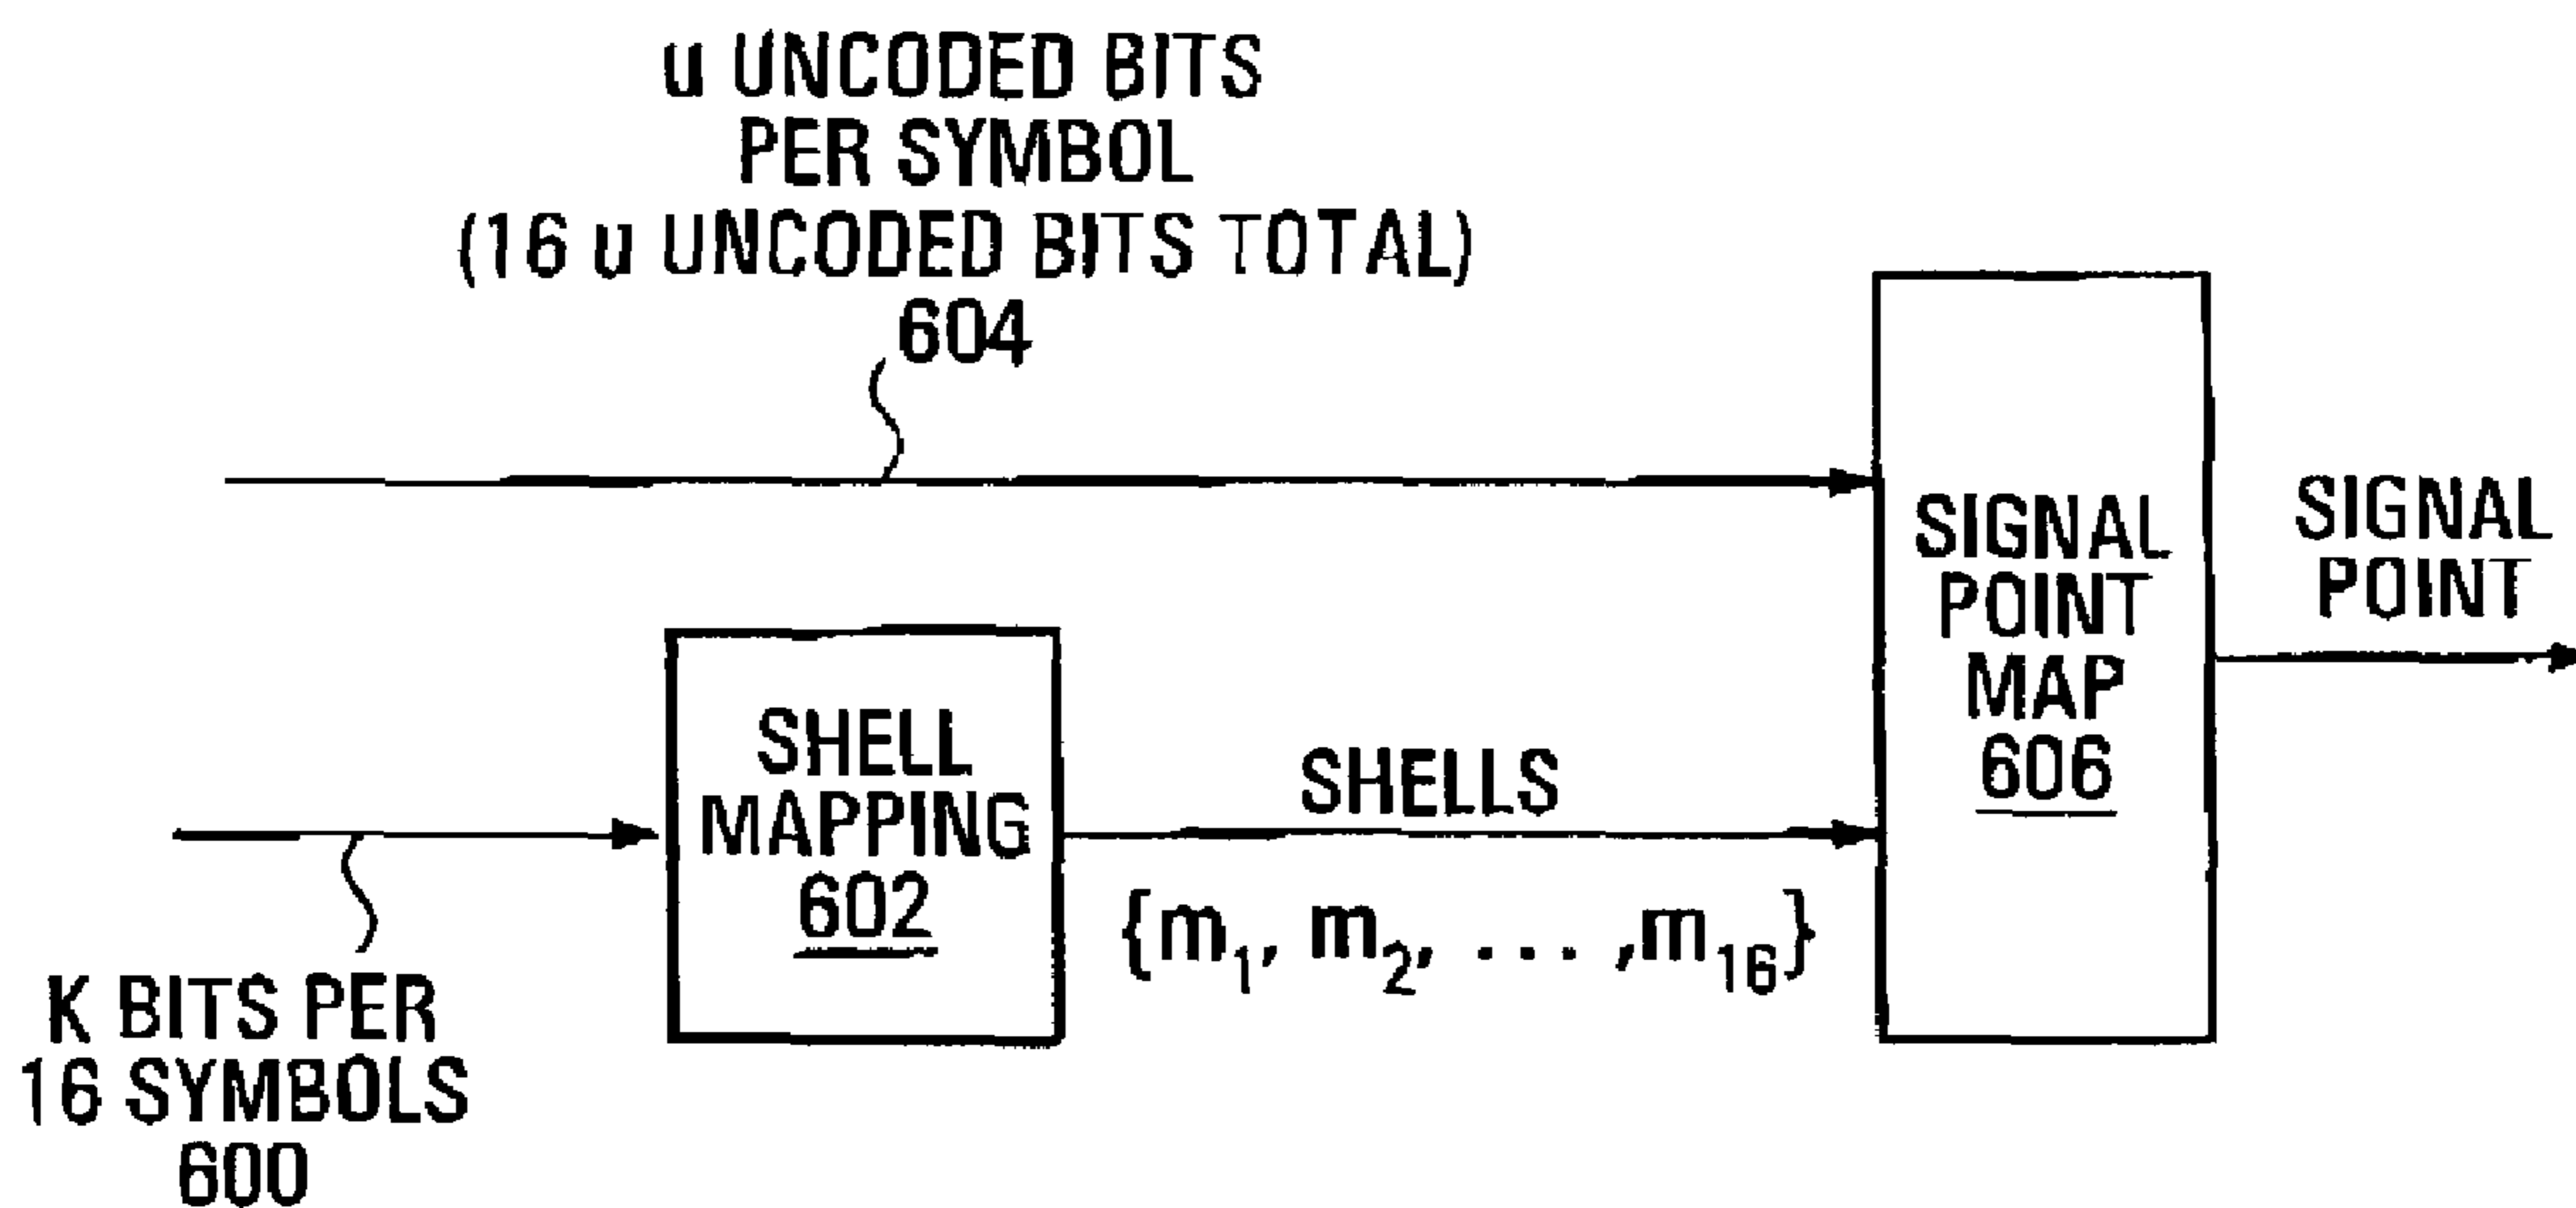 u UNCODED BITS
PER SYMBOL
(16 u UNCODED BITS TOTAL)
604
SIGNAL
POINT
MAP
606
SIGNAL
POINT
SHELL
MAPPING
602
SHELLS
{m₁, m₂, . . . ,m₁₆}
K BITS PER
16 SYMBOLS
600